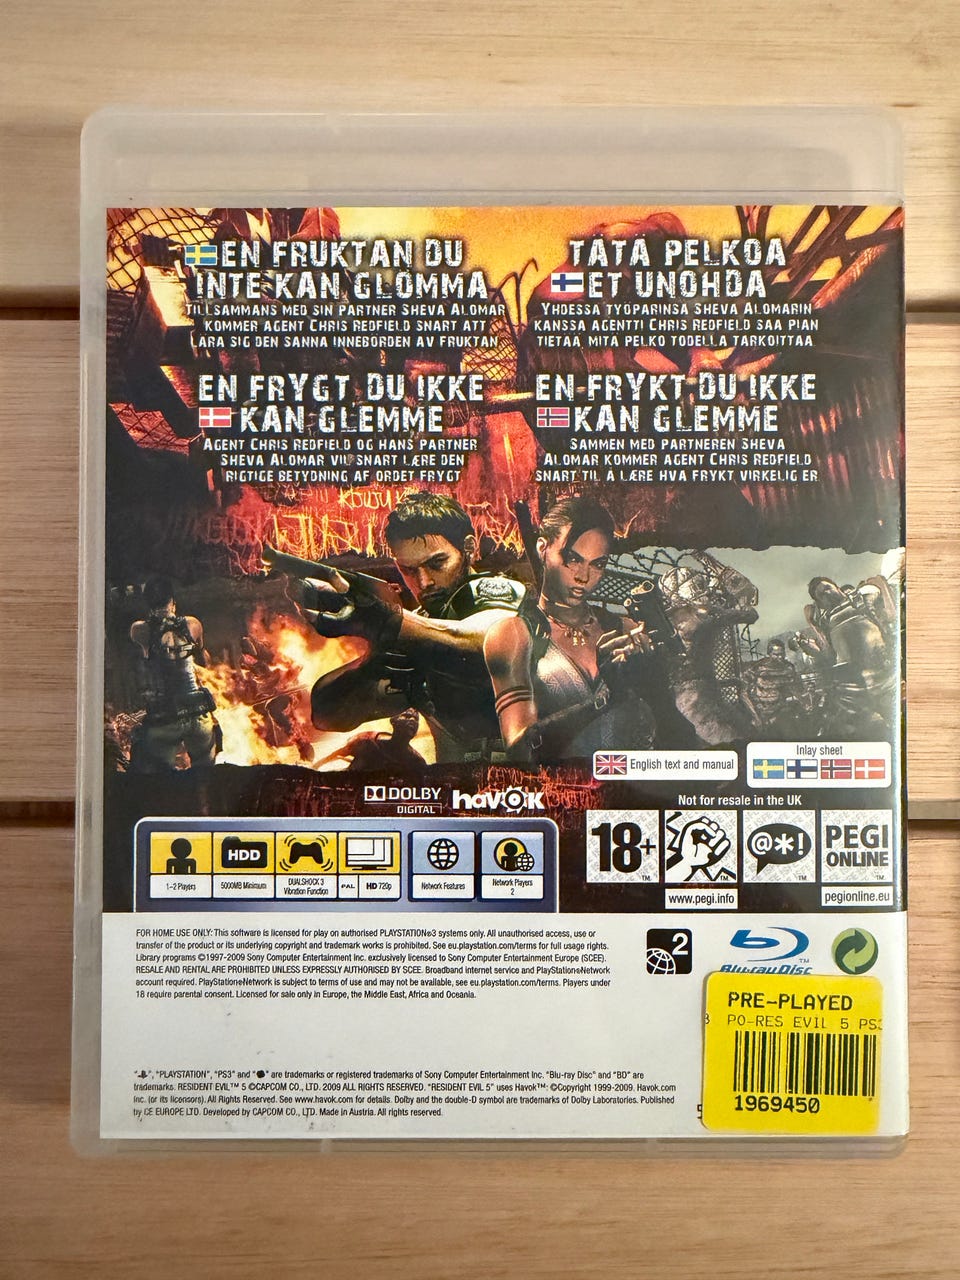 EN FRUKTAN DU
INTE KAN GLÖMMA
TILLSAMMANS MED SIN PARTNER SHEVA ALOMAR
KOMMER AGENT CHRIS REDFIELD SNART ATT
LÄRA SIG DEN SANNA INNEBÖRDEN AV FRUKTAN
TÄTÄ PELKOA
ET UNOHDA
YHDESSÄ TYÖPARINSA SHEVA ALOMARIN
KANSSA AGENTTI CHRIS REDFIELD SAA PIAN
TIETÄÄ MITÄ PELKO TODELLA TARKOITTAA
EN FRYGT DU IKKE
KAN GLEMME
AGENT CHRIS REDFIELD OG HANS PARTNER
SHEVA ALOMAR VIL SNART LÆRE DEN
RIGTIGE BETYDNING AF ORDET FRYGT
EN FRYKT DU IKKE
KAN GLEMME
SAMMEN MED PARTNEREN SHEVA
ALOMAR KOMMER AGENT CHRIS REDFIELD
SNART TIL Å LÆRE HVA FRYKT VIRKELIG ER
English text and manual
Inlay sheet
DOLBY
DIGITAL
havok
Not for resale in the UK
1-2 Players
HDD
5000MB Minimum
DUALSHOCK 3
Vibration Function
PAL
HD 720p
Network Features
Network Players
2
18+
TM
www.pegi.info
@*!
PEGI
ONLINE
pegionline.eu
FOR HOME USE ONLY: This software is licensed for play on authorised PLAYSTATION®3 systems only. All unauthorised access, use or
transfer of the product or its underlying copyright and trademark works is prohibited. See eu.playstation.com/terms for full usage rights.
Library programs ©1997-2009 Sony Computer Entertainment Inc. exclusively licensed to Sony Computer Entertainment Europe (SCEE).
RESALE AND RENTAL ARE PROHIBITED UNLESS EXPRESSLY AUTHORISED BY SCEE. Broadband internet service and PlayStation®Network
account required. PlayStation®Network is subject to terms of use and may not be available, see eu.playstation.com/terms. Players under
18 require parental consent. Licensed for sale only in Europe, the Middle East, Africa and Oceania.
2
Blu-ray Disc
TM
PRE-PLAYED
PO-RES EVIL 5 PS3
1969450
", "PLAYSTATION", "PS3" and "" are trademarks or registered trademarks of Sony Computer Entertainment Inc. "Blu-ray Disc" and "BD" are
trademarks. RESIDENT EVIL™ 5 ©CAPCOM CO., LTD. 2009 ALL RIGHTS RESERVED. "RESIDENT EVIL 5" uses Havok™: ©Copyright 1999-2009. Havok.com
Inc. (or its licensors). All Rights Reserved. See www.havok.com for details. Dolby and the double-D symbol are trademarks of Dolby Laboratories. Published
by CE EUROPE LTD. Developed by CAPCOM CO., LTD. Made in Austria. All rights reserved.